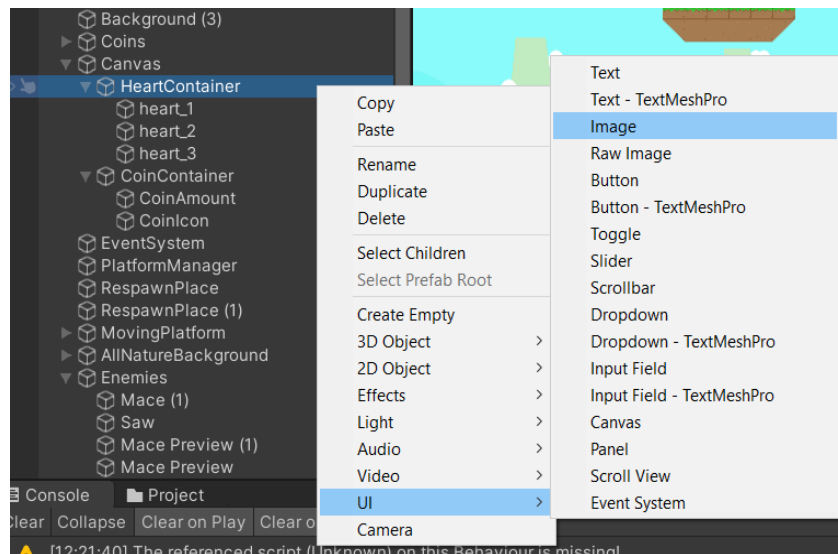 Background (3)
Coins
Canvas
HeartContainer
heart_1
heart_2
heart_3
CoinContainer
CoinAmount
CoinIcon
EventSystem
PlatformManager
RespawnPlace
RespawnPlace (1)
MovingPlatform
AllNatureBackground
Enemies
Mace (1)
Saw
Mace Preview (1)
Mace Preview
Copy
Paste
Rename
Duplicate
Delete
Select Children
Select Prefab Root
Create Empty
3D Object
2D Object
Effects
Light
Audio
Video
UI
Camera
Text
Text - TextMeshPro
Image
Raw Image
Button
Button - TextMeshPro
Toggle
Slider
Scrollbar
Dropdown
Dropdown - TextMeshPro
Input Field
Input Field - TextMeshPro
Canvas
Panel
Scroll View
Event System
Console Project
Clear Collapse Clear on Play Clear o
[12:21:40] The referenced script (Unknown) on this Behaviour is missing!